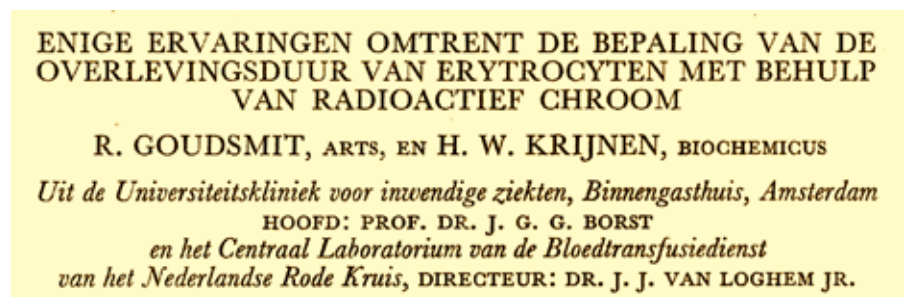 ENIGE ERVARINGEN OMTRENT DE BEPALING VAN DE
OVERLEVINGSDUUR VAN ERYTROCYTEN MET BEHULP
VAN RADIOACTIEF CHROOM
R. GOUDSMIT, ARTS, EN H. W. KRIJNEN, BIOCHEMICUS
Uit de Universiteitskliniek voor inwendige ziekten, Binnengasthuis, Amsterdam
HOOFD: PROF. DR. J. G. G. BORST
en het Centraal Laboratorium van de Bloedtransfusiedienst
van het Nederlandse Rode Kruis, DIRECTEUR: DR. J. J. VAN LOGHEM JR.